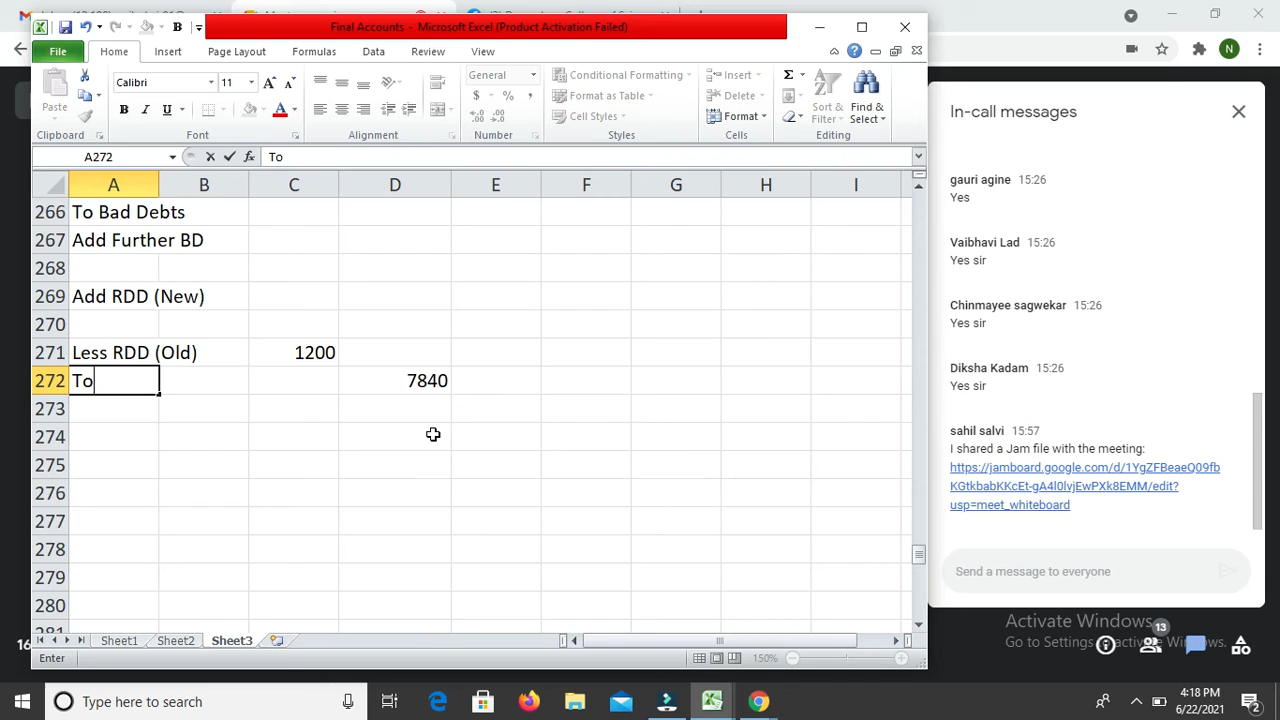 Final Accounts - Microsoft Excel (Product Activation Failed)
File Home Insert Page Layout Formulas Data Review View
Paste
Clipboard
Calibri 11
B I U
Font
Alignment
General
$ % ,
Number
Conditional Formatting
Format as Table
Cell Styles
Styles
Insert
Delete
Format
Cells
Sort & Filter
Find & Select
Editing
A272 fx To
A B C D E F G H I
266 To Bad Debts
267 Add Further BD
268
269 Add RDD (New)
270
271 Less RDD (Old) 1200
272 To 7840
273
274
275
276
277
278
279
280
Sheet1 Sheet2 Sheet3
Enter 150%
In-call messages
gauri agine 15:26
Yes
Vaibhavi Lad 15:26
Yes sir
Chinmayee sagwekar 15:26
Yes sir
Diksha Kadam 15:26
Yes sir
sahil salvi 15:57
I shared a Jam file with the meeting:
https://jamboard.google.com/d/1YgZFBeaeQ09fb
KGtkbabKKcEt-gA4l0lvjEwPXk8EMM/edit?
usp=meet_whiteboard
Send a message to everyone
Activate Windows
Go to Settings to activate Windows.
13
N
16
Type here to search
4:18 PM
6/22/2021
2